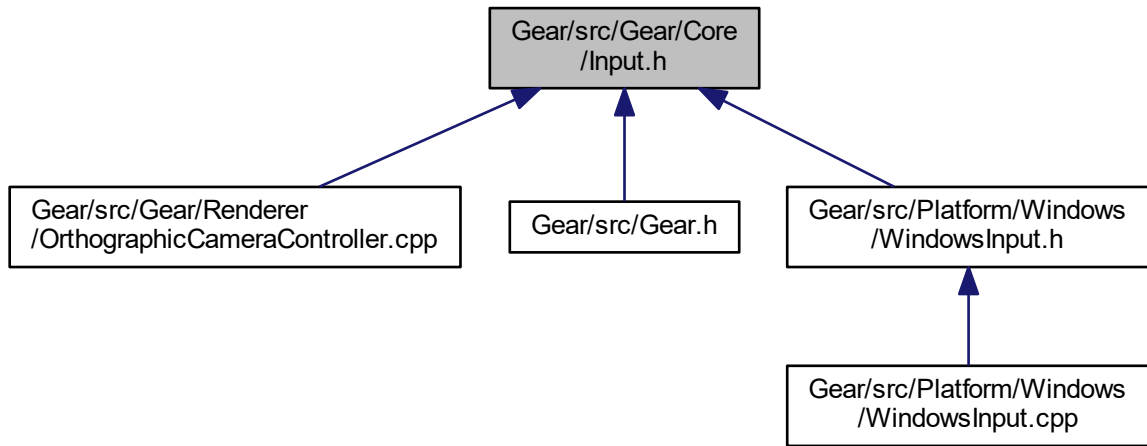 Gear/src/Gear/Core
/Input.h
Gear/src/Gear/Renderer
/OrthographicCameraController.cpp
Gear/src/Gear.h
Gear/src/Platform/Windows
/WindowsInput.h
Gear/src/Platform/Windows
/WindowsInput.cpp